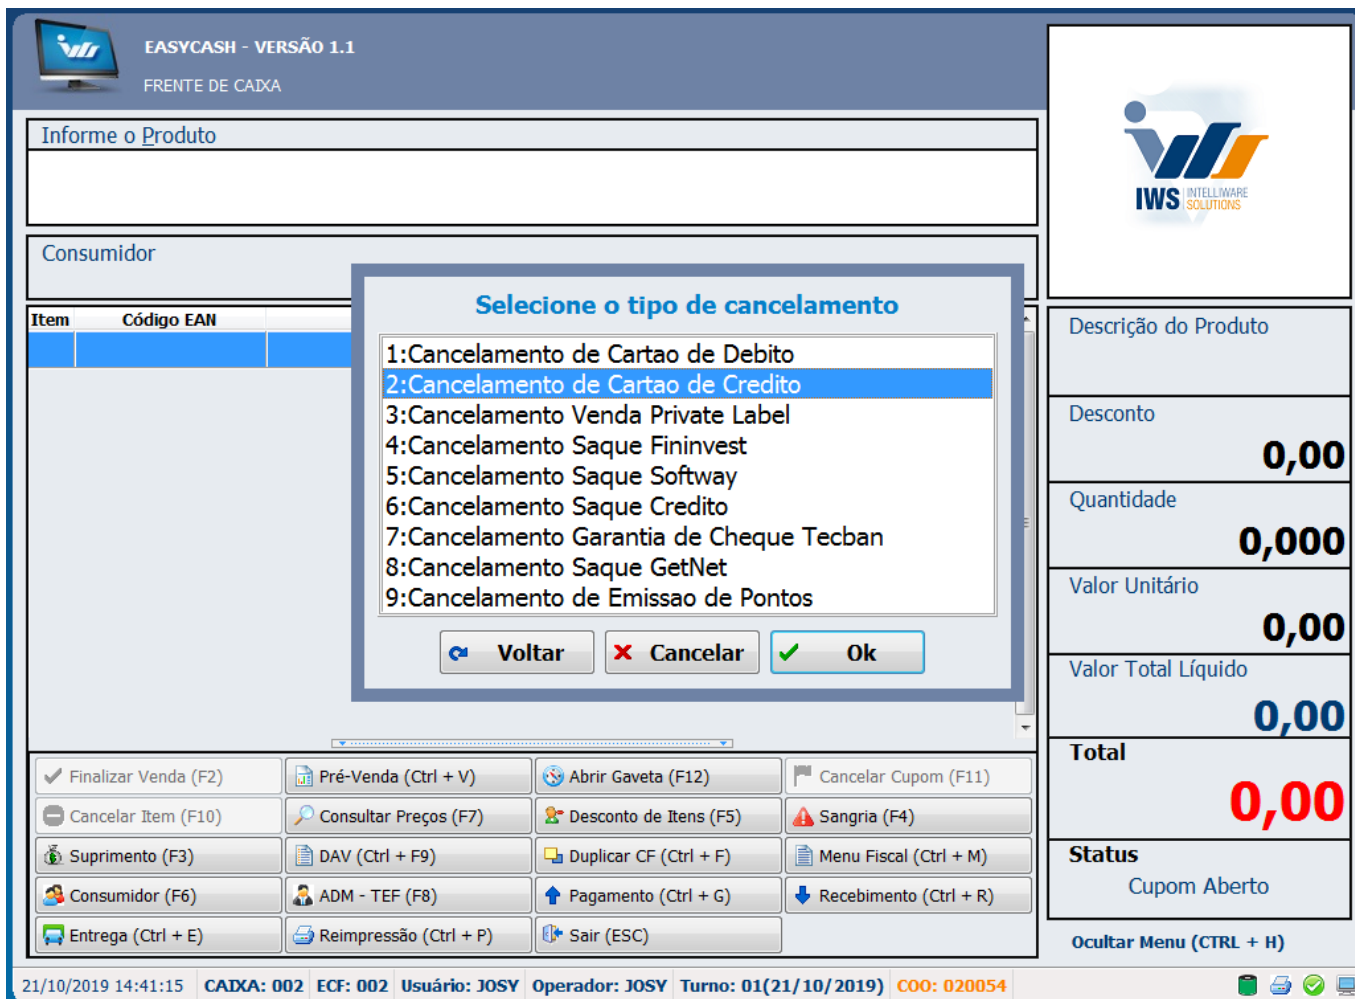 iws
EASYCASH - VERSÃO 1.1
FRENTE DE CAIXA
Informe o Produto
Consumidor
IWS INTELLIWARE SOLUTIONS
Item Código EAN
Selecione o tipo de cancelamento
1:Cancelamento de Cartao de Debito
2:Cancelamento de Cartao de Credito
3:Cancelamento Venda Private Label
4:Cancelamento Saque Fininvest
5:Cancelamento Saque Softway
6:Cancelamento Saque Credito
7:Cancelamento Garantia de Cheque Tecban
8:Cancelamento Saque GetNet
9:Cancelamento de Emissao de Pontos
Voltar Cancelar Ok
Descrição do Produto
Desconto
0,00
Quantidade
0,000
Valor Unitário
0,00
Valor Total Líquido
0,00
Total
0,00
Status
Cupom Aberto
Ocultar Menu (CTRL + H)
Finalizar Venda (F2) Pré-Venda (Ctrl + V) Abrir Gaveta (F12) Cancelar Cupom (F11)
Cancelar Item (F10) Consultar Preços (F7) Desconto de Itens (F5) Sangria (F4)
Suprimento (F3) DAV (Ctrl + F9) Duplicar CF (Ctrl + F) Menu Fiscal (Ctrl + M)
Consumidor (F6) ADM - TEF (F8) Pagamento (Ctrl + G) Recebimento (Ctrl + R)
Entrega (Ctrl + E) Reimpressão (Ctrl + P) Sair (ESC)
21/10/2019 14:41:15 CAIXA: 002 ECF: 002 Usuário: JOSY Operador: JOSY Turno: 01(21/10/2019) COO: 020054